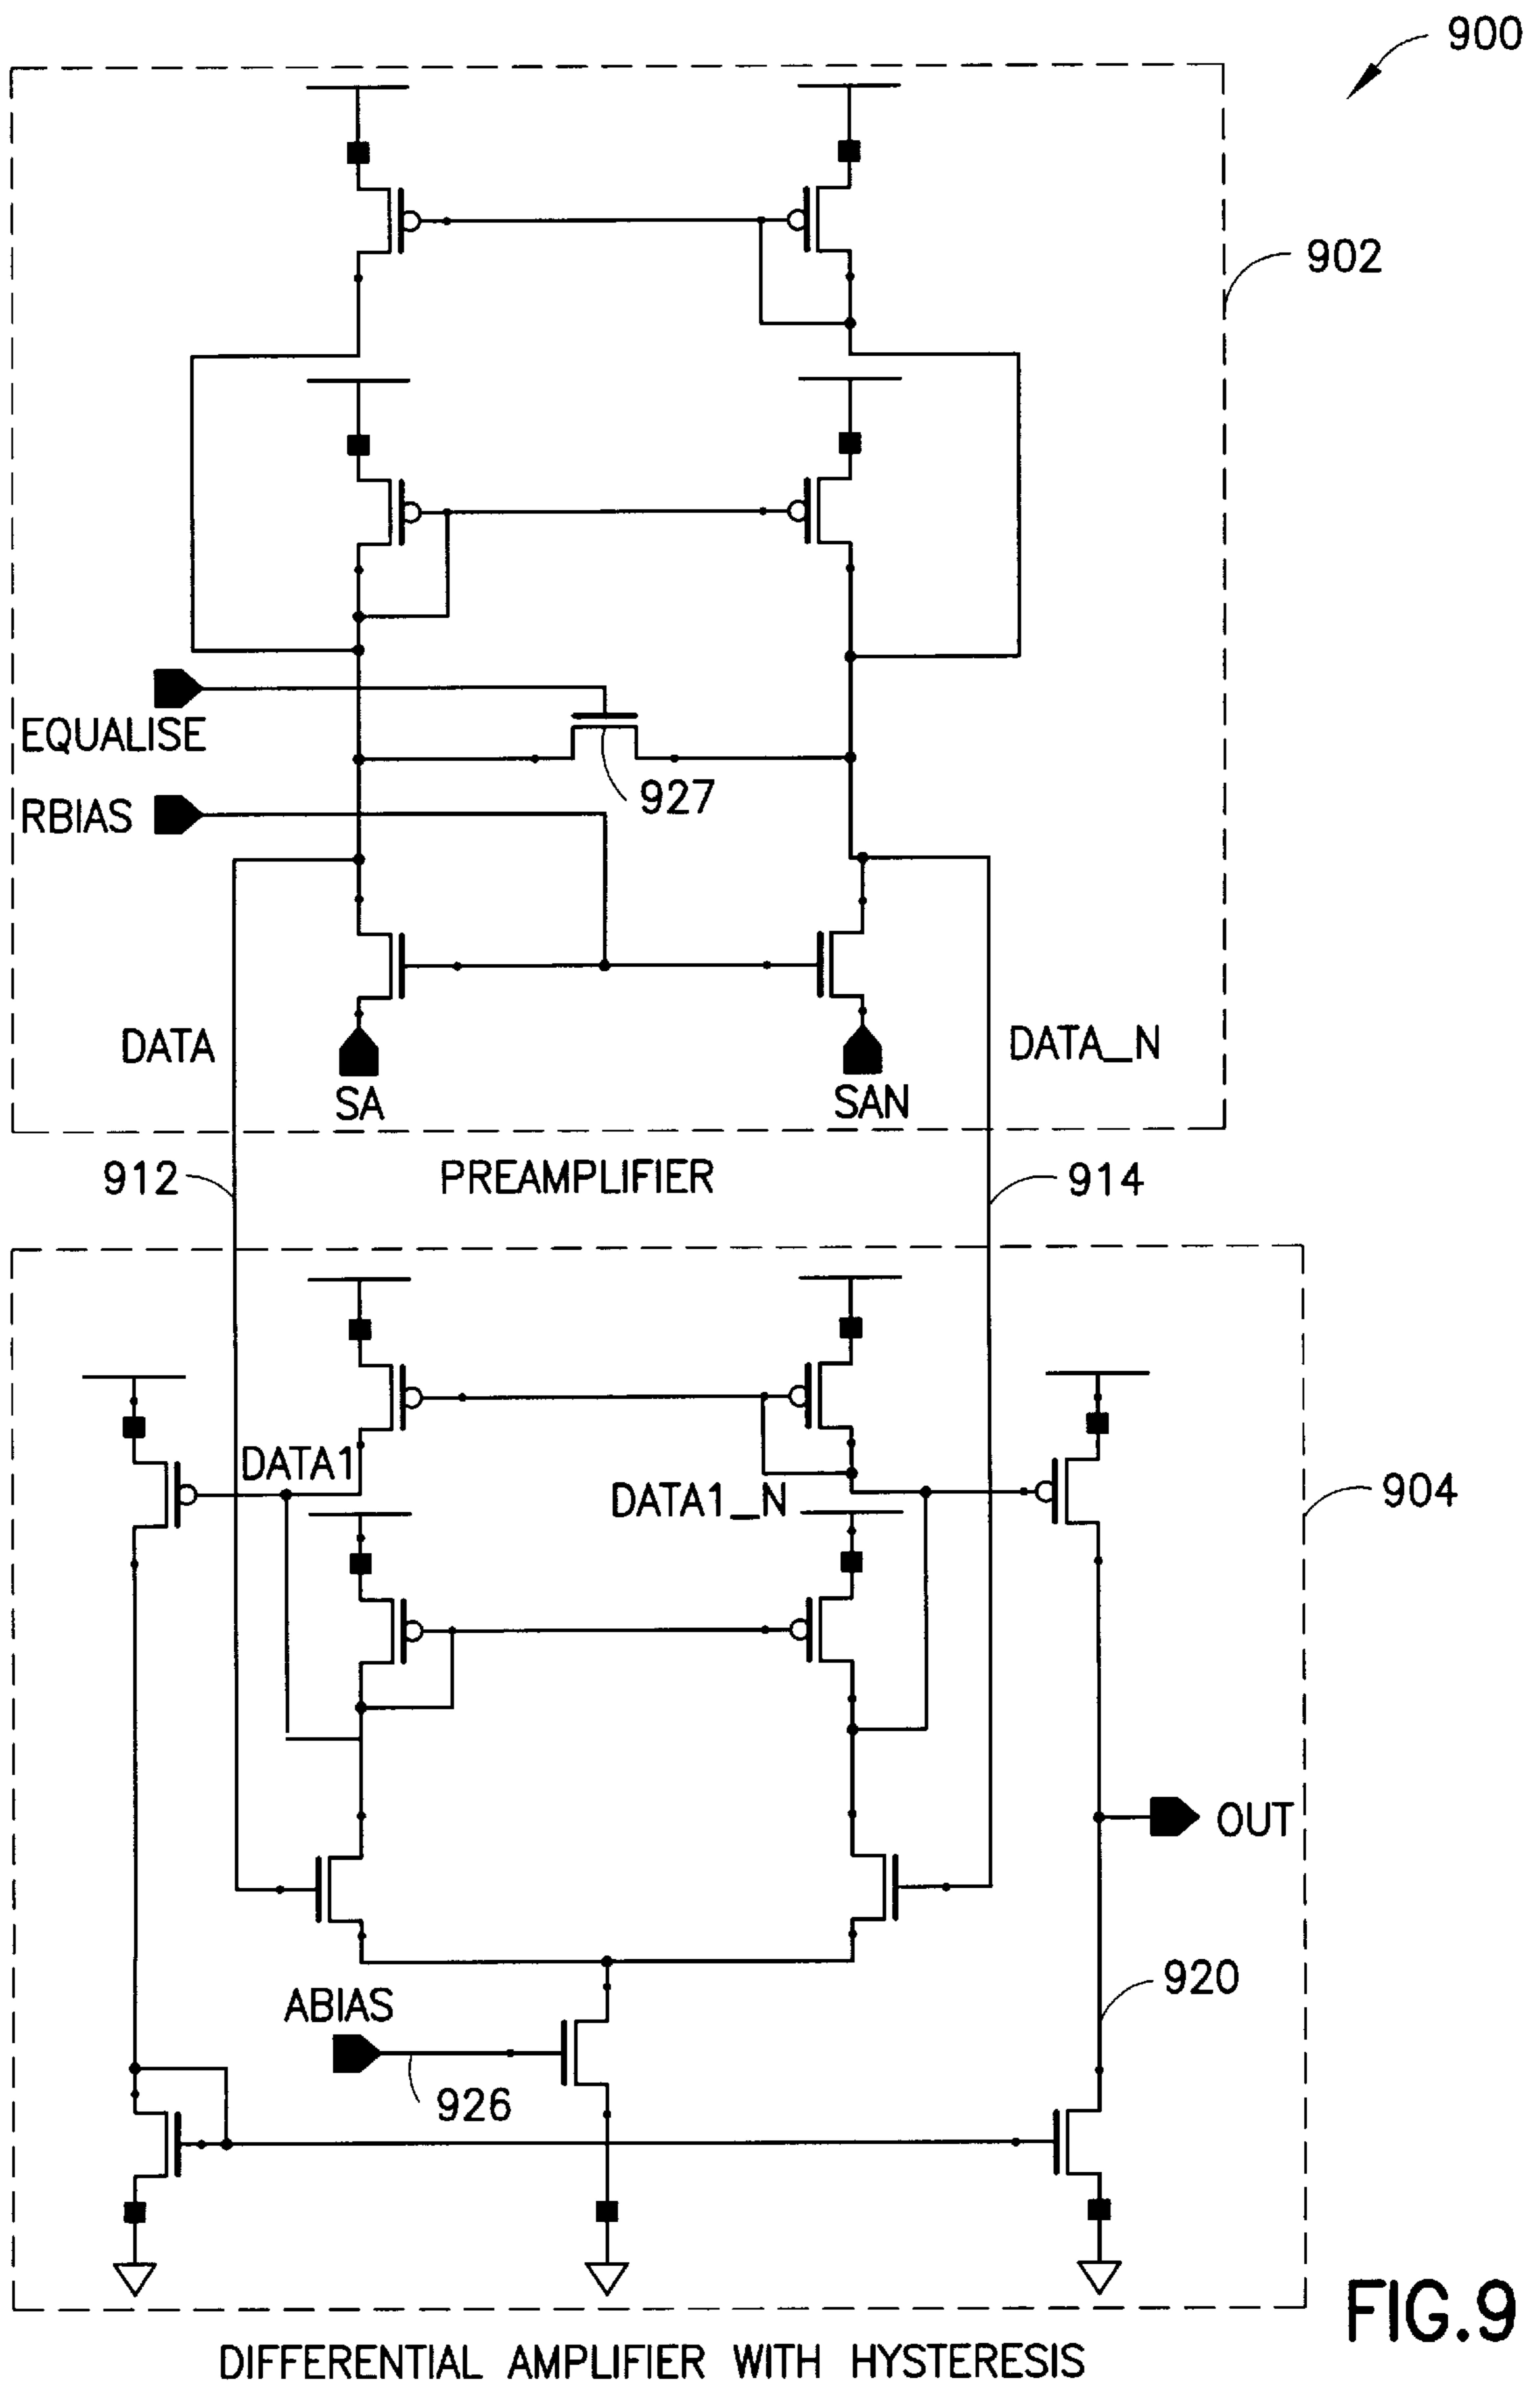 900
902
EQUALISE
927
RBIAS
DATA
DATA_N
SA
SAN
912
PREAMPLIFIER
914
DATA1
DATA1_N
904
OUT
920
ABIAS
926
FIG.9
DIFFERENTIAL AMPLIFIER WITH HYSTERESIS